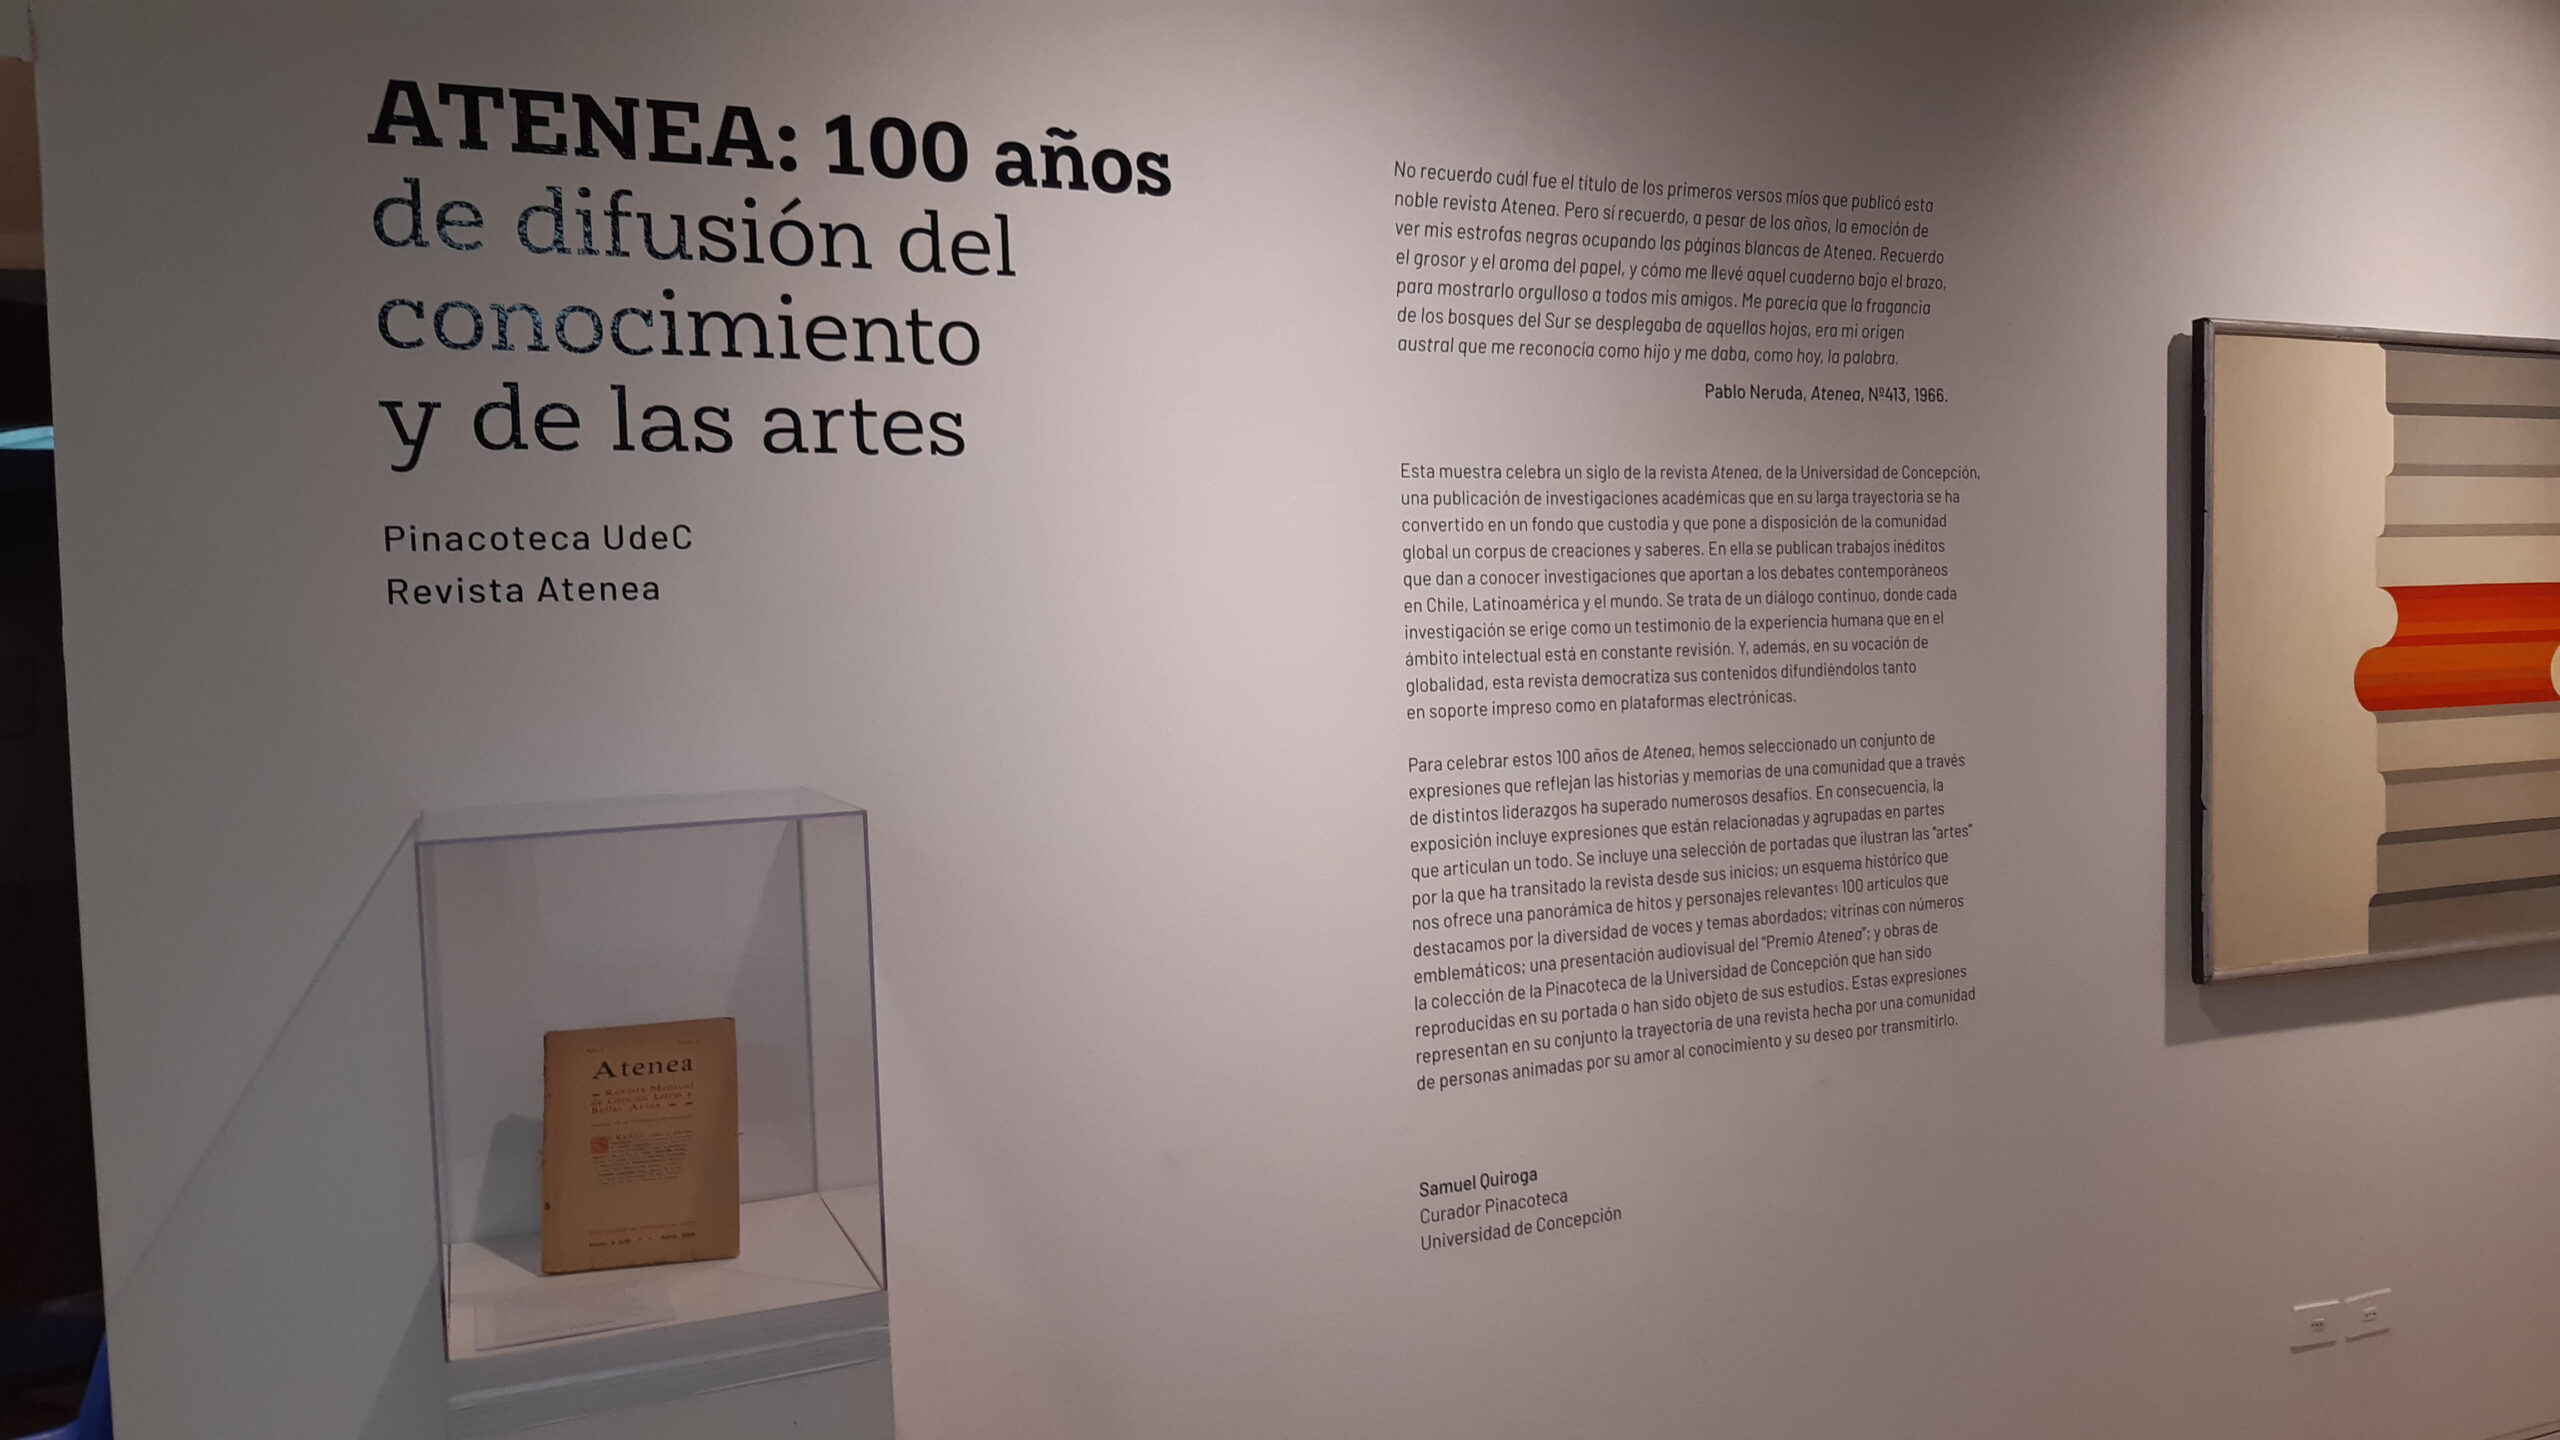 ATENEA: 100 años
de difusión del
conocimiento
y de las artes
Pinacoteca UdeC
Revista Atenea
No recuerdo cuál fue el título de los primeros versos míos que publicó esta
noble revista Atenea. Pero sí recuerdo, a pesar de los años, la emoción de
ver mis estrofas negras ocupando las páginas blancas de Atenea. Recuerdo
el grosor y el aroma del papel, y cómo me llevé aquel cuaderno bajo el brazo,
para mostrarlo orgulloso a todos mis amigos. Me parecía que la fragancia
de los bosques del Sur se desplegaba de aquellas hojas, era mi origen
austral que me reconocía como hijo y me daba, como hoy, la palabra.
Pablo Neruda, Atenea, Nº413, 1966.
Esta muestra celebra un siglo de la revista Atenea, de la Universidad de Concepción,
una publicación de investigaciones académicas que en su larga trayectoria se ha
convertido en un fondo que custodia y que pone a disposición de la comunidad
global un corpus de creaciones y saberes. En ella se publican trabajos inéditos
que dan a conocer investigaciones que aportan a los debates contemporáneos
en Chile, Latinoamérica y el mundo. Se trata de un diálogo continuo, donde cada
investigación se erige como un testimonio de la experiencia humana que en el
ámbito intelectual está en constante revisión. Y, además, en su vocación de
globalidad, esta revista democratiza sus contenidos difundiéndolos tanto
en soporte impreso como en plataformas electrónicas.
Para celebrar estos 100 años de Atenea, hemos seleccionado un conjunto de
expresiones que reflejan las historias y memorias de una comunidad que a través
de distintos liderazgos ha superado numerosos desafíos. En consecuencia, la
exposición incluye expresiones que están relacionadas y agrupadas en partes
que articulan un todo. Se incluye una selección de portadas que ilustran las "artes"
por la que ha transitado la revista desde sus inicios; un esquema histórico que
nos ofrece una panorámica de hitos y personajes relevantes; 100 artículos que
destacamos por la diversidad de voces y temas abordados; vitrinas con números
emblemáticos; una presentación audiovisual del "Premio Atenea"; y obras de
la colección de la Pinacoteca de la Universidad de Concepción que han sido
reproducidas en su portada o han sido objeto de sus estudios. Estas expresiones
representan en su conjunto la trayectoria de una revista hecha por una comunidad
de personas animadas por su amor al conocimiento y su deseo por transmitirlo.
Samuel Quiroga
Curador Pinacoteca
Universidad de Concepción
Atenea
Revista Mensual
de Ciencias, Letras y
Bellas Artes